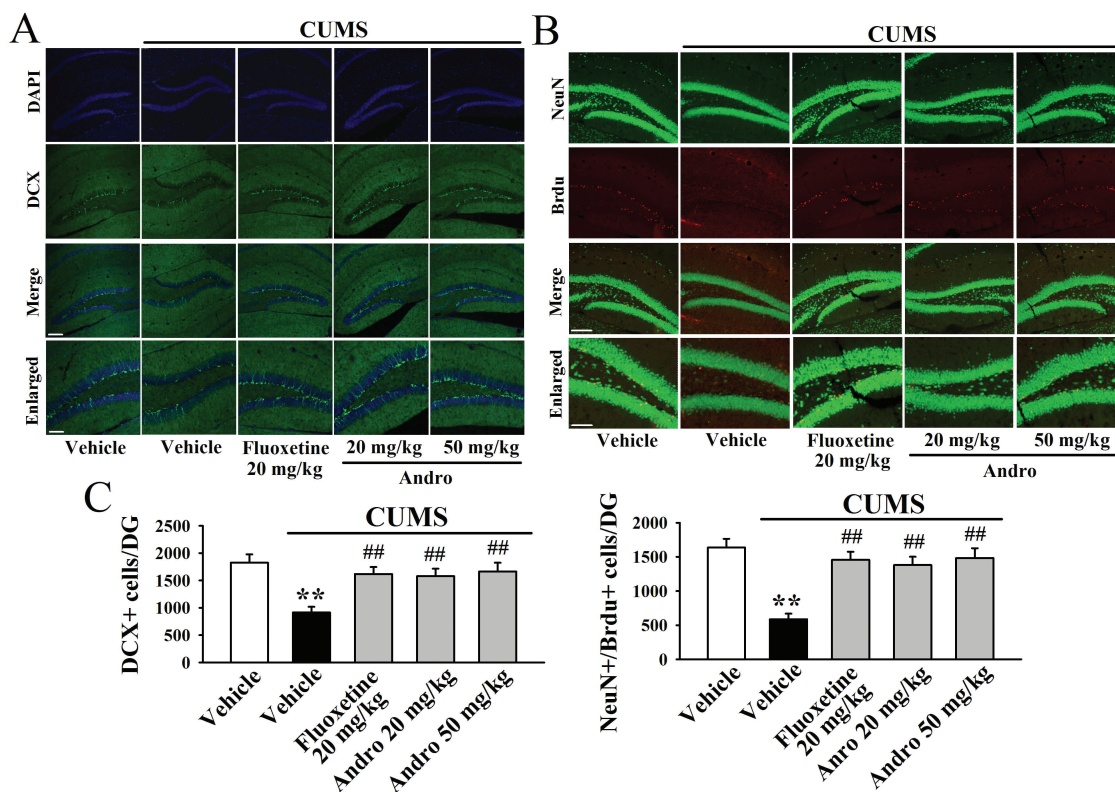 A
CUMS
DAPI
DCX
Merge
Enlarged
Vehicle
Vehicle
Fluoxetine
20 mg/kg
20 mg/kg
50 mg/kg
Andro
B
CUMS
NeuN
Brdu
Merge
Enlarged
Vehicle
Vehicle
Fluoxetine
20 mg/kg
20 mg/kg
50 mg/kg
Andro
C
CUMS
DCX+ cells/DG
2500
2000
1500
1000
500
0
**
##
##
##
Vehicle
Vehicle
Fluoxetine
20 mg/kg
Andro 20 mg/kg
Andro 50 mg/kg
CUMS
NeuN+/Brdu+ cells/DG
2000
1500
1000
500
0
**
##
##
##
Vehicle
Vehicle
Fluoxetine
20 mg/kg
Anro 20 mg/kg
Andro 50 mg/kg